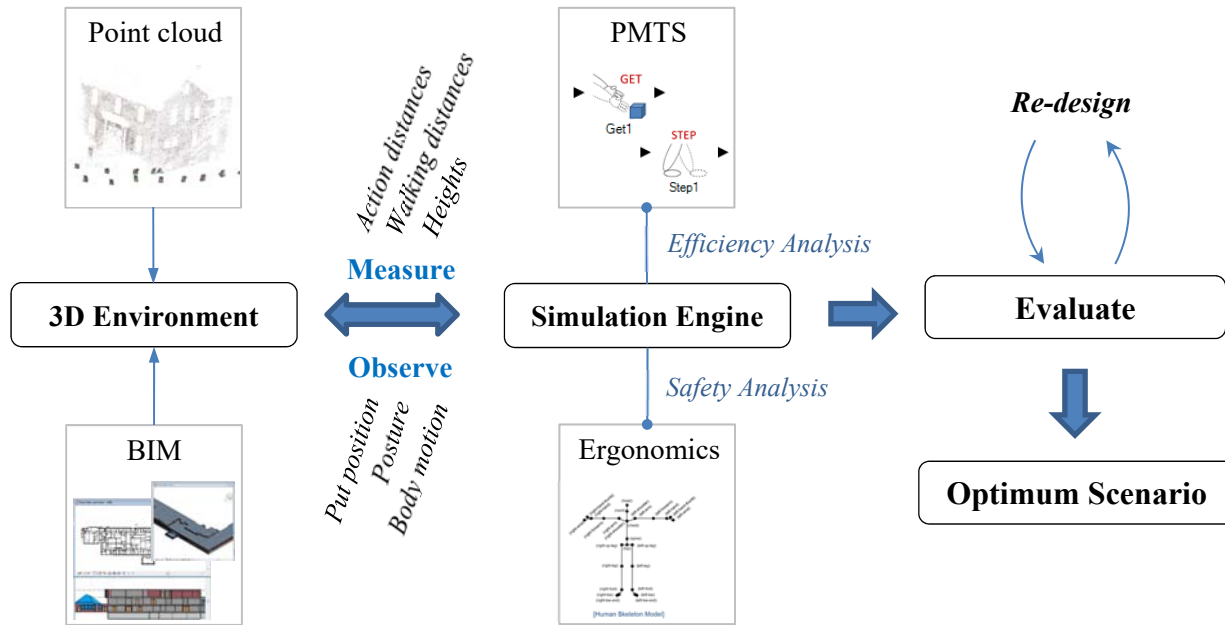 Point cloud
3D Environment
BIM
Action distances
Walking distances
Heights
Measure
Observe
Put position
Posture
Body motion
PMTS
GET
Get1
STEP
Step1
Efficiency Analysis
Simulation Engine
Safety Analysis
Ergonomics
[Human Skeleton Model]
Re-design
Evaluate
Optimum Scenario